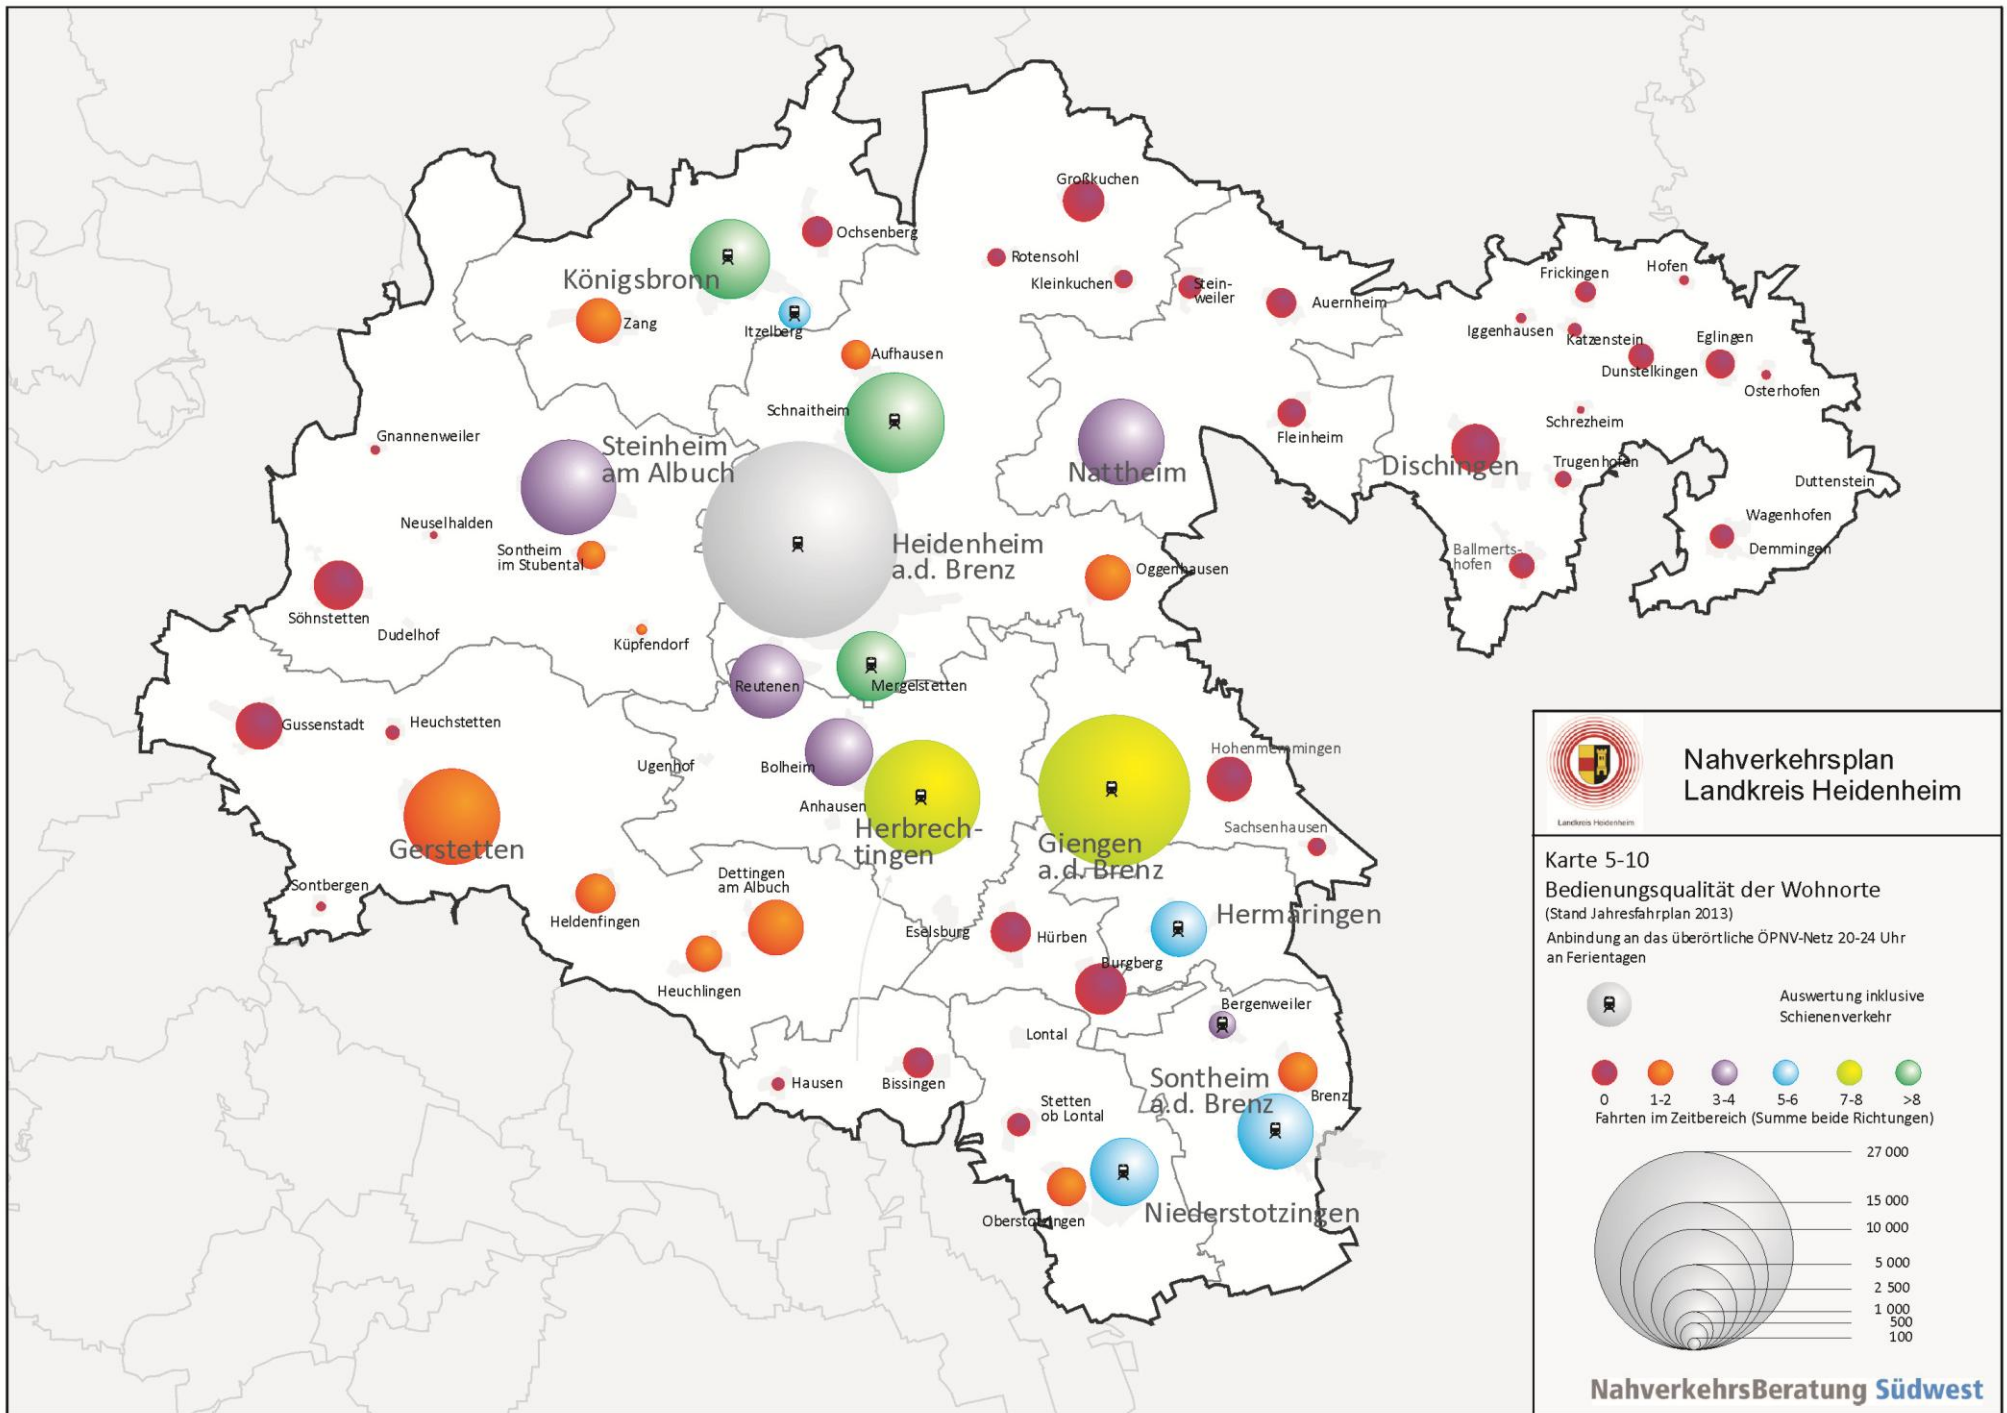 Großkuchen
Ochsenberg
Rotensohl
Kleinkuchen
Königsbronn
Stein-
weiler
Auernheim
Frickingen
Hofen
Zang
Itzelberg
Iggenhausen
Katzenstein
Eglingen
Aufhausen
Dunstelkingen
Osterhofen
Schnaitheim
Schrezheim
Gnannenweiler
Steinheim
am Albuch
Nattheim
Fleinheim
Dischingen
Trugenhofen
Duttenstein
Neuselhalden
Wagenhofen
Sontheim
im Stubental
Heidenheim
a.d. Brenz
Demmingen
Ballmerts-
hofen
Oggenhausen
Söhnstetten
Dudelhof
Küpfendorf
Reutenen
Mergelstetten
Gussenstadt
Heuchstetten
Ugenhof
Bolheim
Hohenmemmingen
Anhausen
Herbrech-
tingen
Giengen
a.d. Brenz
Sachsenhausen
Gerstetten
Sontbergen
Dettingen
am Albuch
Heldenfingen
Eselsburg
Hürben
Hermaringen
Burgberg
Heuchlingen
Bergenweiler
Lontal
Hausen
Bissingen
Sontheim
a.d. Brenz
Brenz
Stetten
ob Lontal
Oberstotzingen
Niederstotzingen
Landkreis Heidenheim
Nahverkehrsplan
Landkreis Heidenheim
Karte 5-10
Bedienungsqualität der Wohnorte
(Stand Jahresfahrplan 2013)
Anbindung an das überörtliche ÖPNV-Netz 20-24 Uhr
an Ferientagen
Auswertung inklusive
Schienenverkehr
0 1-2 3-4 5-6 7-8 >8
Fahrten im Zeitbereich (Summe beide Richtungen)
27 000
15 000
10 000
5 000
2 500
1 000
500
100
NahverkehrsBeratung Südwest